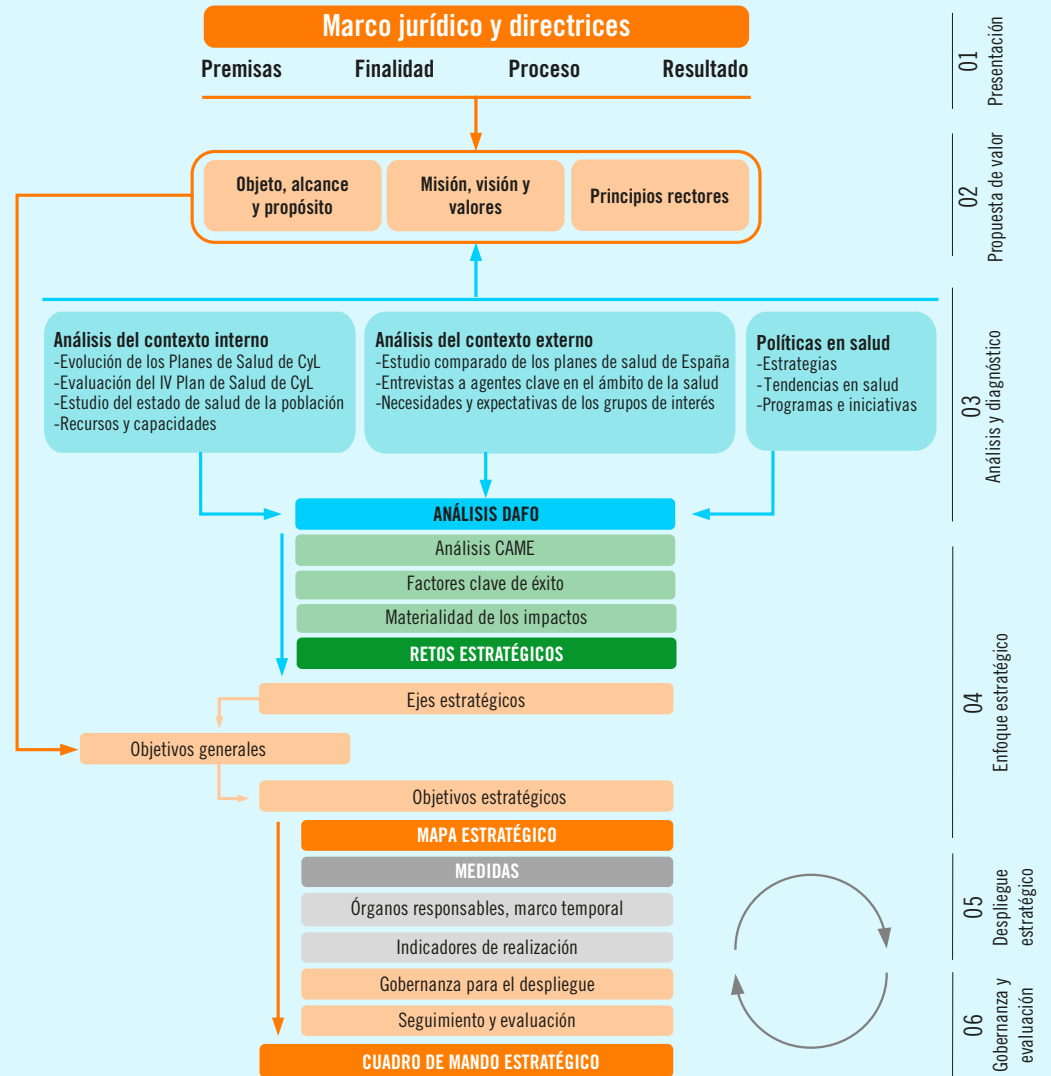 Marco jurídico y directrices
Premisas Finalidad Proceso Resultado
01
Presentación
Objeto, alcance
y propósito
Misión, visión y
valores
Principios rectores
02
Propuesta de valor
Análisis del contexto interno
-Evolución de los Planes de Salud de CyL
-Evaluación del IV Plan de Salud de CyL
-Estudio del estado de salud de la población
-Recursos y capacidades
Análisis del contexto externo
-Estudio comparado de los planes de salud de España
-Entrevistas a agentes clave en el ámbito de la salud
-Necesidades y expectativas de los grupos de interés
Políticas en salud
-Estrategias
-Tendencias en salud
-Programas e iniciativas
03
Análisis y diagnóstico
ANÁLISIS DAFO
Análisis CAME
Factores clave de éxito
Materialidad de los impactos
RETOS ESTRATÉGICOS
Ejes estratégicos
Objetivos generales
Objetivos estratégicos
MAPA ESTRATÉGICO
04
Enfoque estratégico
MEDIDAS
Órganos responsables, marco temporal
Indicadores de realización
05
Despliegue
estratégico
Gobernanza para el despliegue
Seguimiento y evaluación
CUADRO DE MANDO ESTRATÉGICO
06
Gobernanza y
evaluación